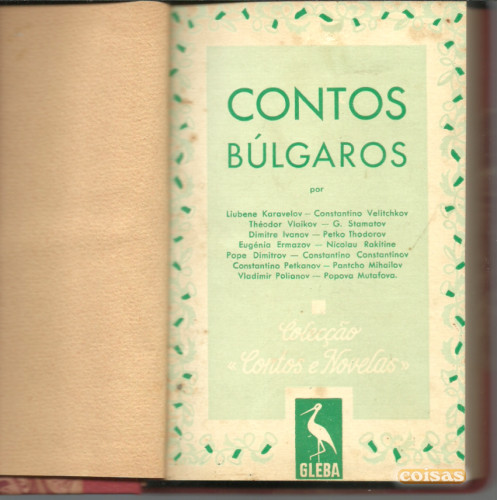 CONTOS
BÚLGAROS
por
Liubene Karavelov — Constantino Velitchkov
Théodor Vlaikov — G. Stamatov
Dimitre Ivanov — Petko Thodorov
Eugénia Ermazov — Nicolau Rakitine
Pope Dimitrov — Constantino Constantinov
Constantino Petkanov — Pantcho Mihailov
Vladimir Polianov — Popova Mutafova.
Colecção
«Contos e Novelas»
GLEBA
coisas